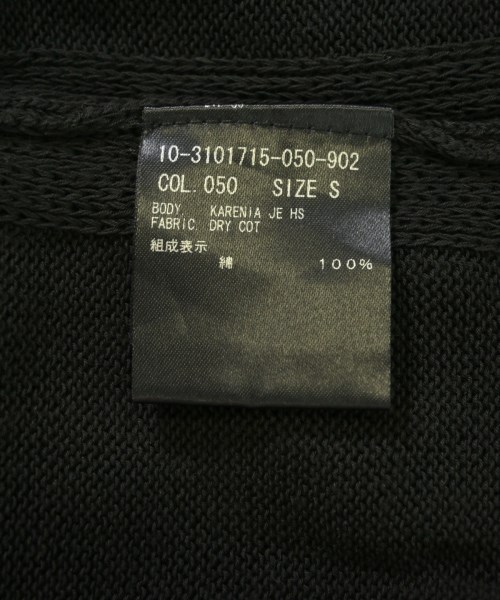 10-3101715-050-902
COL. 050 SIZE S
BODY. KARENIA JE HS
FABRIC. DRY COT
組成表示
綿 100%